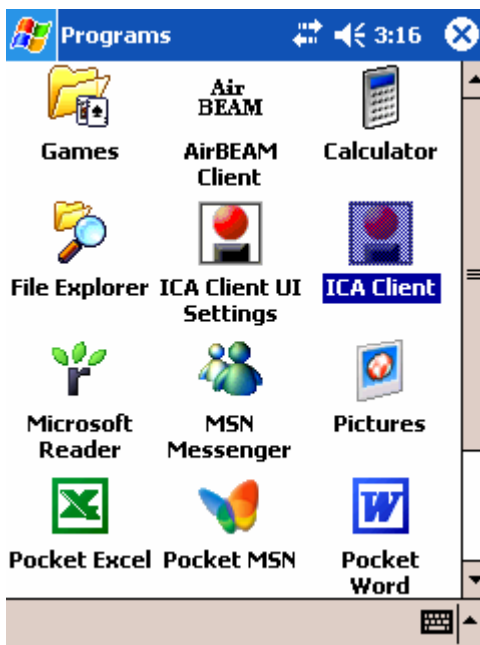 Programs 3:16
Games
Air
BEAM
AirBEAM
Client
Calculator
File Explorer
ICA Client UI
Settings
ICA Client
Microsoft
Reader
MSN
Messenger
Pictures
Pocket Excel
Pocket MSN
Pocket
Word